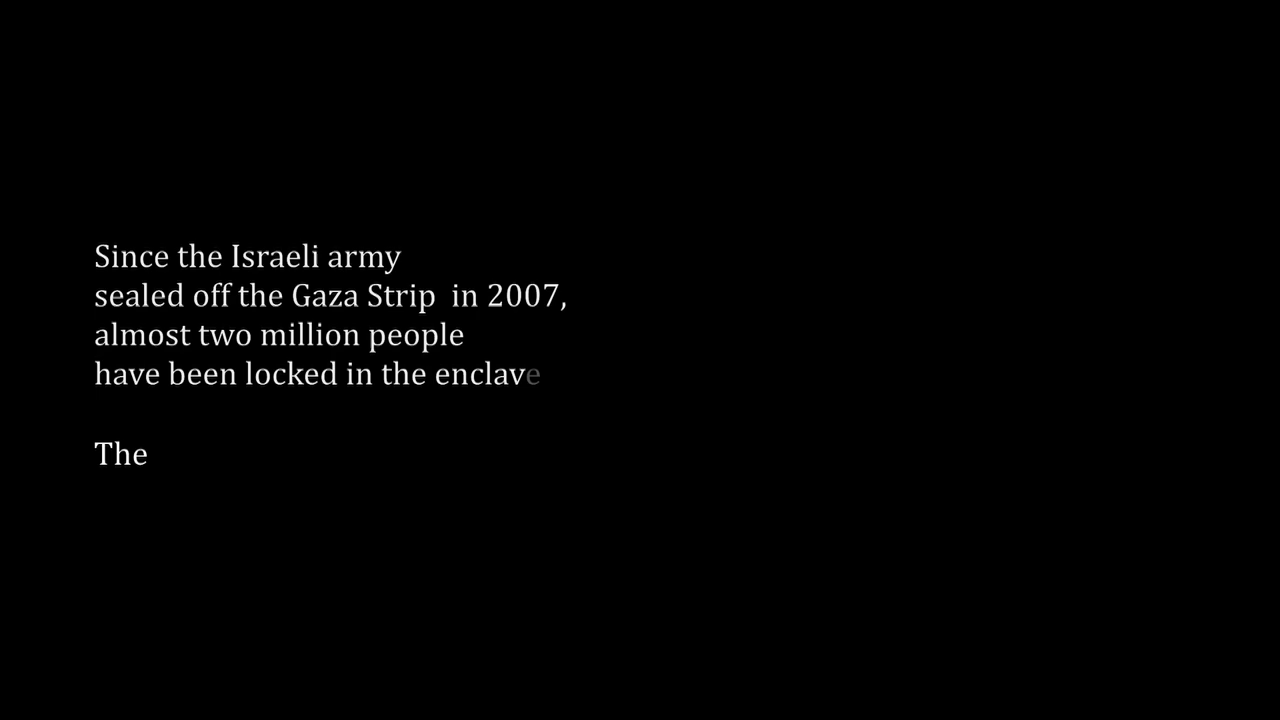 Since the Israeli army
sealed off the Gaza Strip  in 2007,
almost two million people
have been locked in the enclave
The